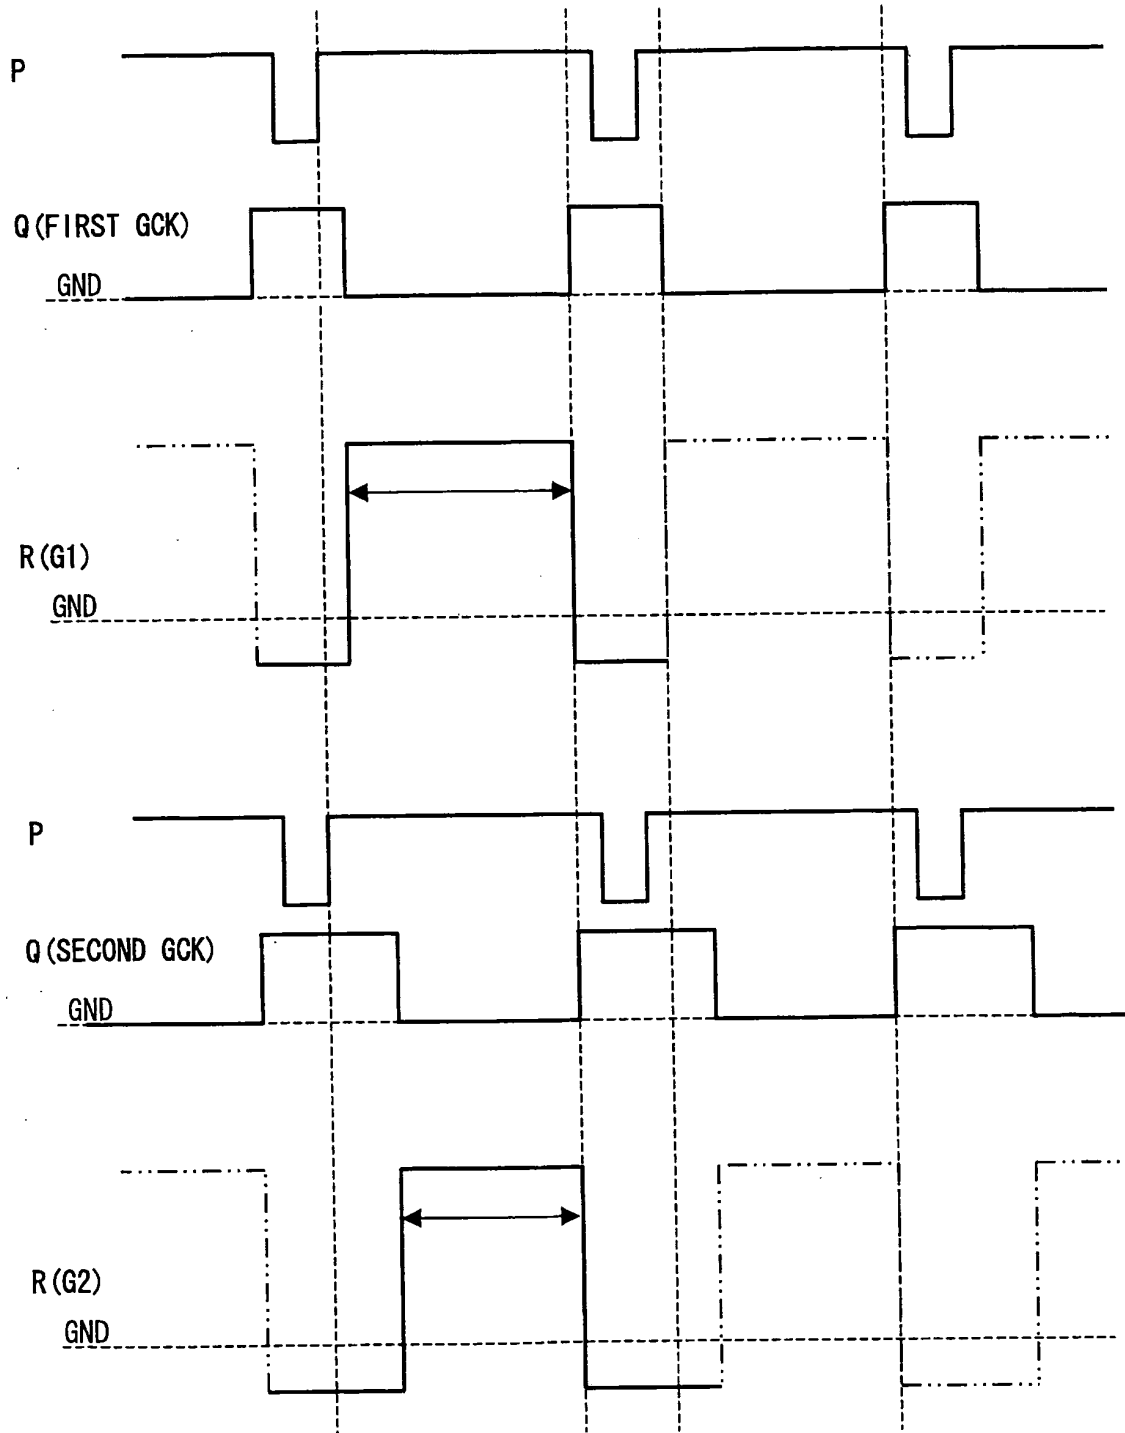 P
Q(FIRST GCK)
GND
R(G1)
GND
P
Q(SECOND GCK)
GND
R(G2)
GND